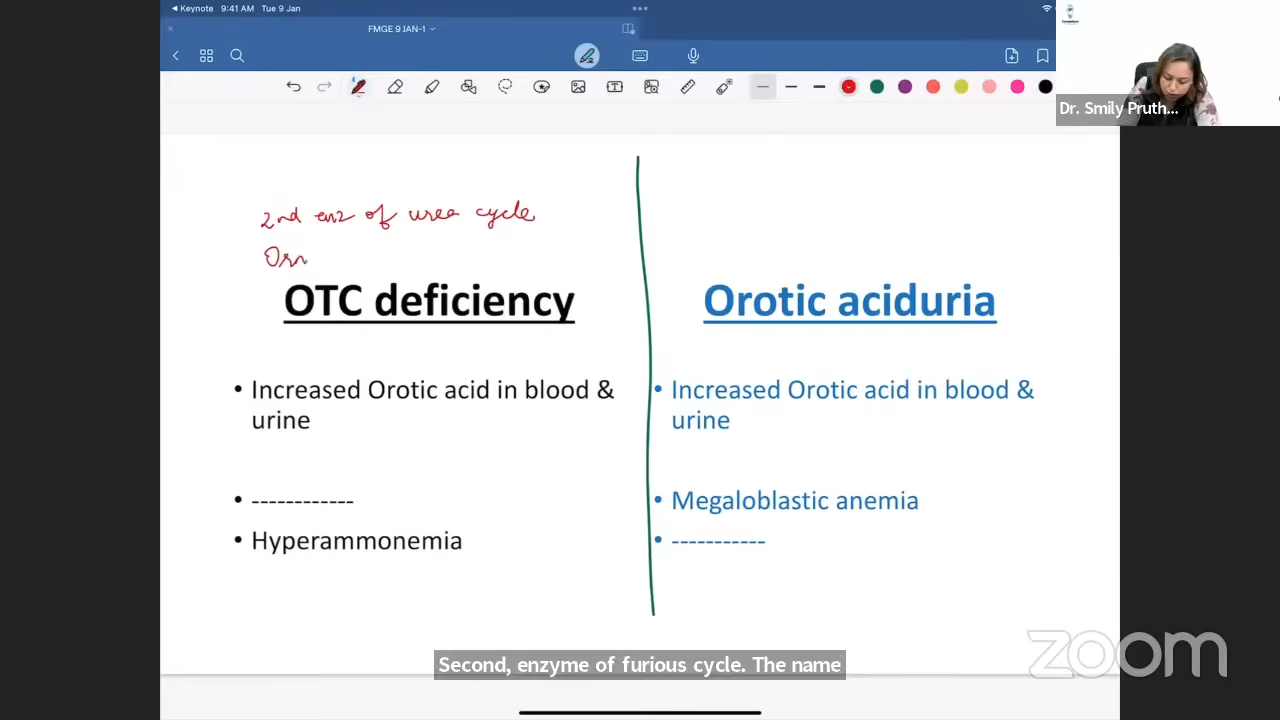 Keynote 9:41 AM Tue 9 Jan
FMGE 9 JAN-1
Dr. Smily Pruth...
2nd enz of urea cycle
Orn
OTC deficiency
• Increased Orotic acid in blood &
urine
• ------------
• Hyperammonemia
Orotic aciduria
• Increased Orotic acid in blood &
urine
• Megaloblastic anemia
• -----------
Second, enzyme of furious cycle. The name
zoom